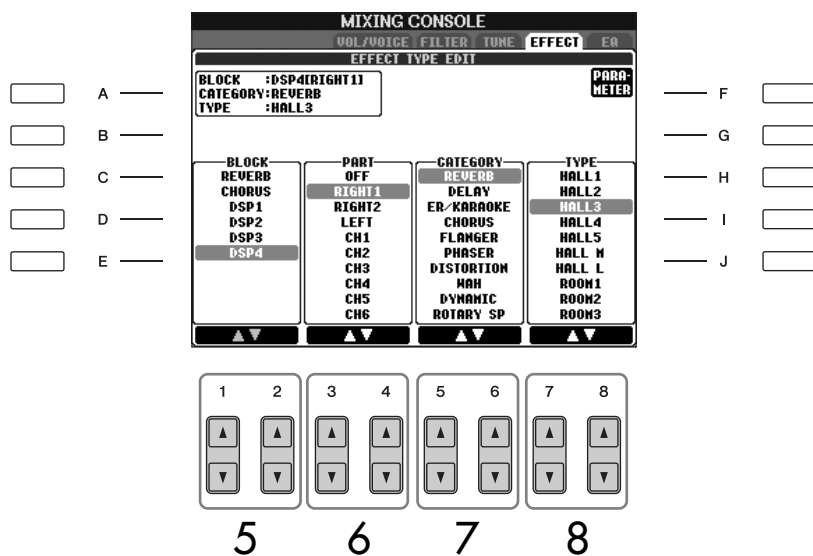 MIXING CONSOLE
VOL/VOICE FILTER TUNE EFFECT EQ
EFFECT TYPE EDIT
BLOCK :DSP4[RIGHT1]
CATEGORY:REVERB
TYPE :HALL3
PARA-
METER
A
B
C
D
E
F
G
H
I
J
BLOCK
REVERB
CHORUS
DSP1
DSP2
DSP3
DSP4
PART
OFF
RIGHT1
RIGHT2
LEFT
CH1
CH2
CH3
CH4
CH5
CH6
CATEGORY
REVERB
DELAY
ER/KARAOKE
CHORUS
FLANGER
PHASER
DISTORTION
WAH
DYNAMIC
ROTARY SP
TYPE
HALL1
HALL2
HALL3
HALL4
HALL5
HALL M
HALL L
ROOM1
ROOM2
ROOM3
1 2 3 4 5 6 7 8
5 6 7 8